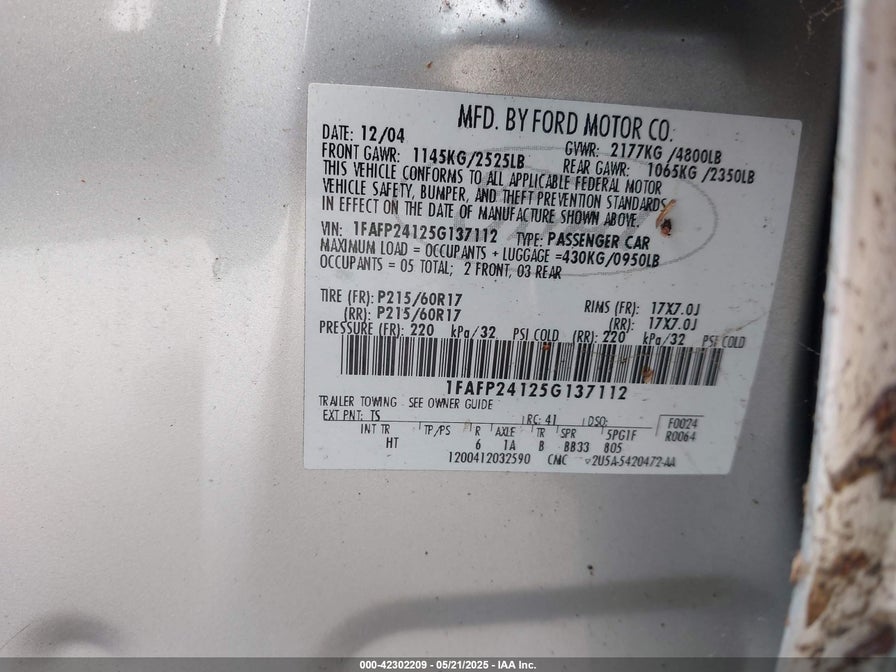 MFD. BY FORD MOTOR CO.
DATE: 12/04 GVWR: 2177KG /4800LB
FRONT GAWR: 1145KG/2525LB REAR GAWR: 1065KG /2350LB
THIS VEHICLE CONFORMS TO ALL APPLICABLE FEDERAL MOTOR
VEHICLE SAFETY, BUMPER, AND THEFT PREVENTION STANDARDS
IN EFFECT ON THE DATE OF MANUFACTURE SHOWN ABOVE.
VIN: 1FAFP24125G137112 TYPE: PASSENGER CAR
MAXIMUM LOAD = OCCUPANTS + LUGGAGE =430KG/0950LB
OCCUPANTS = 05 TOTAL; 2 FRONT, 03 REAR
TIRE (FR): P215/60R17 RIMS (FR): 17X7.0J
(RR): P215/60R17 (RR): 17X7.0J
PRESSURE (FR): 220 kPa/32 PSI COLD (RR): 220 kPa/32 PSI COLD
1FAFP24125G137112
TRAILER TOWING - SEE OWNER GUIDE
EXT PNT: TS RC: 41 DSO: F0024
INT TR TP/PS R AXLE TR SPR 5PG1F R0064
HT 6 1A B BB33 805
1200412032590 CMC 2U5A-5420472-AA
000-42302209 - 05/21/2025 - IAA Inc.